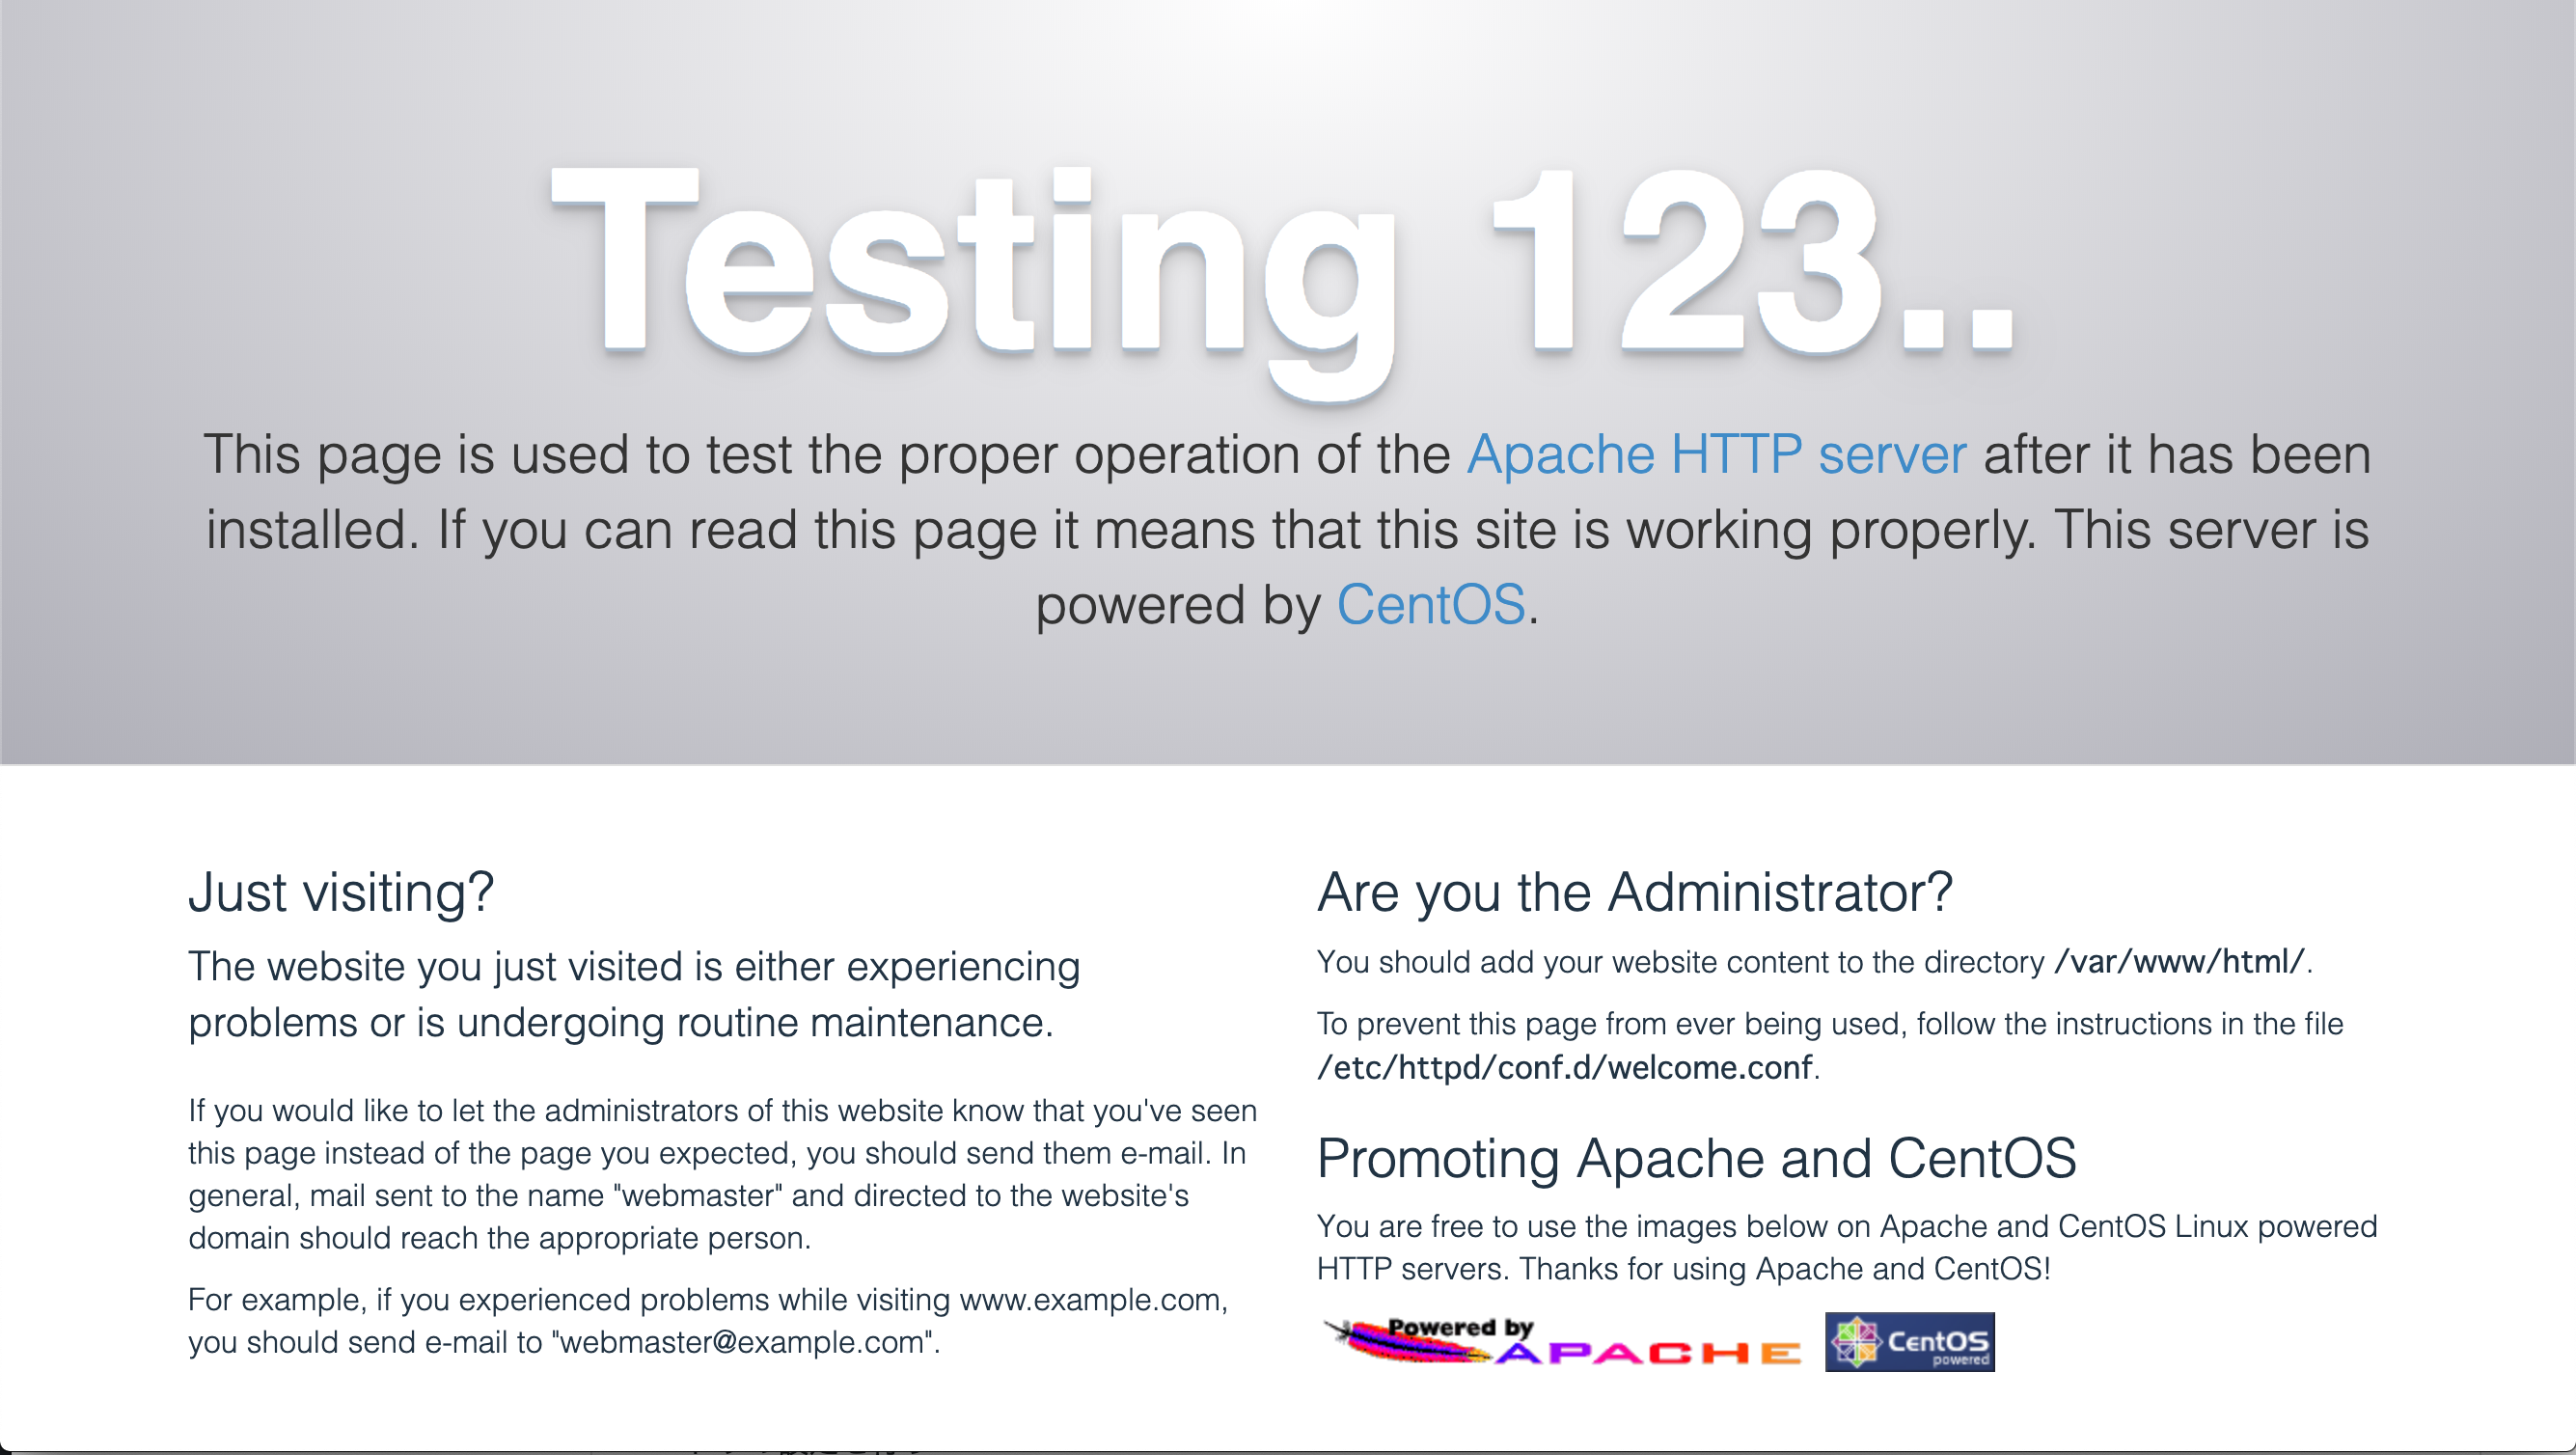 Testing 123..
This page is used to test the proper operation of the Apache HTTP server after it has been
installed. If you can read this page it means that this site is working properly. This server is
powered by CentOS.
Just visiting?
The website you just visited is either experiencing
problems or is undergoing routine maintenance.
If you would like to let the administrators of this website know that you've seen
this page instead of the page you expected, you should send them e-mail. In
general, mail sent to the name "webmaster" and directed to the website's
domain should reach the appropriate person.
For example, if you experienced problems while visiting www.example.com,
you should send e-mail to "webmaster@example.com".
Are you the Administrator?
You should add your website content to the directory /var/www/html/.
To prevent this page from ever being used, follow the instructions in the file
/etc/httpd/conf.d/welcome.conf.
Promoting Apache and CentOS
You are free to use the images below on Apache and CentOS Linux powered
HTTP servers. Thanks for using Apache and CentOS!
Powered by
APACHE
CentOS
powered